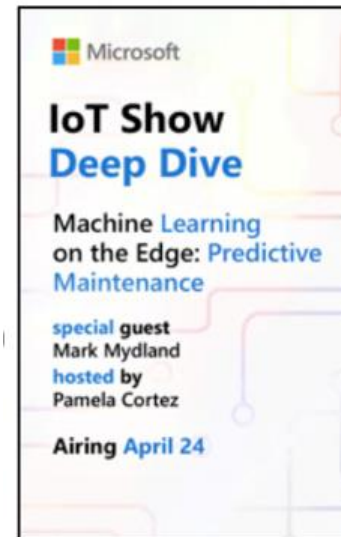 Microsoft
IoT Show
Deep Dive
Machine Learning
on the Edge: Predictive
Maintenance
special guest
Mark Mydland
hosted by
Pamela Cortez
Airing April 24